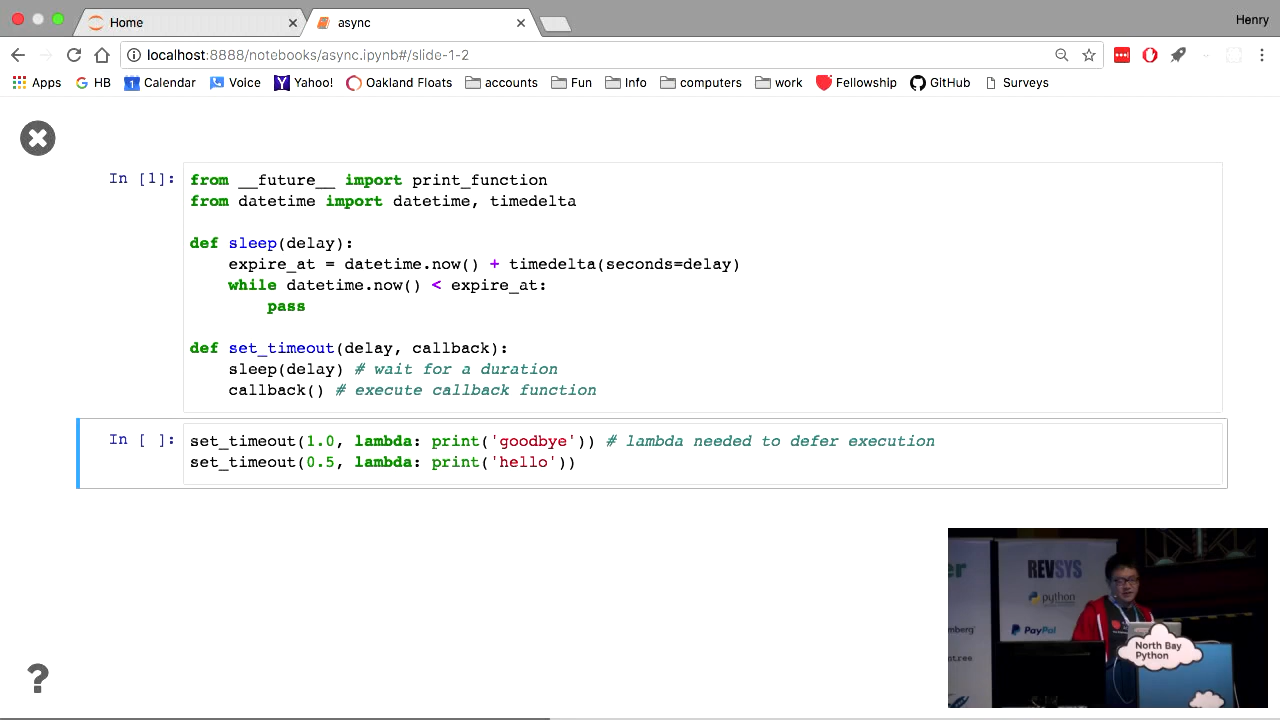 Home
async
Henry
localhost:8888/notebooks/async.ipynb#/slide-1-2
Apps
HB
Calendar
Voice
Yahoo!
Oakland Floats
accounts
Fun
Info
computers
work
Fellowship
GitHub
Surveys
In [1]:
from __future__ import print_function
from datetime import datetime, timedelta
def sleep(delay):
expire_at = datetime.now() + timedelta(seconds=delay)
while datetime.now() < expire_at:
pass
def set_timeout(delay, callback):
sleep(delay) # wait for a duration
callback() # execute callback function
In [ ]:
set_timeout(1.0, lambda: print('goodbye')) # lambda needed to defer execution
set_timeout(0.5, lambda: print('hello'))
REVSYS
python
PayPal
North Bay
Python
?